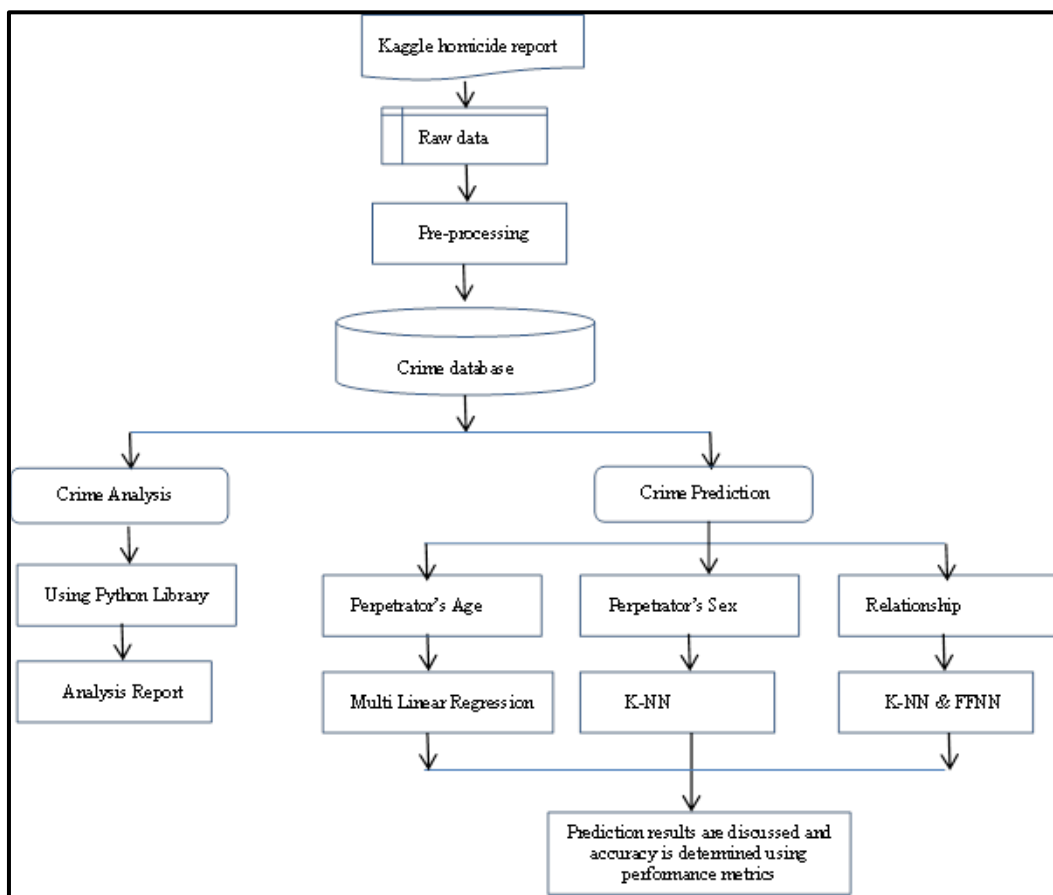 Kaggle homicide report
Raw data
Pre-processing
Crime database
Crime Analysis
Crime Prediction
Using Python Library
Perpetrator's Age
Perpetrator's Sex
Relationship
Analysis Report
Multi Linear Regression
K-NN
K-NN & FFNN
Prediction results are discussed and
accuracy is determined using
performance metrics